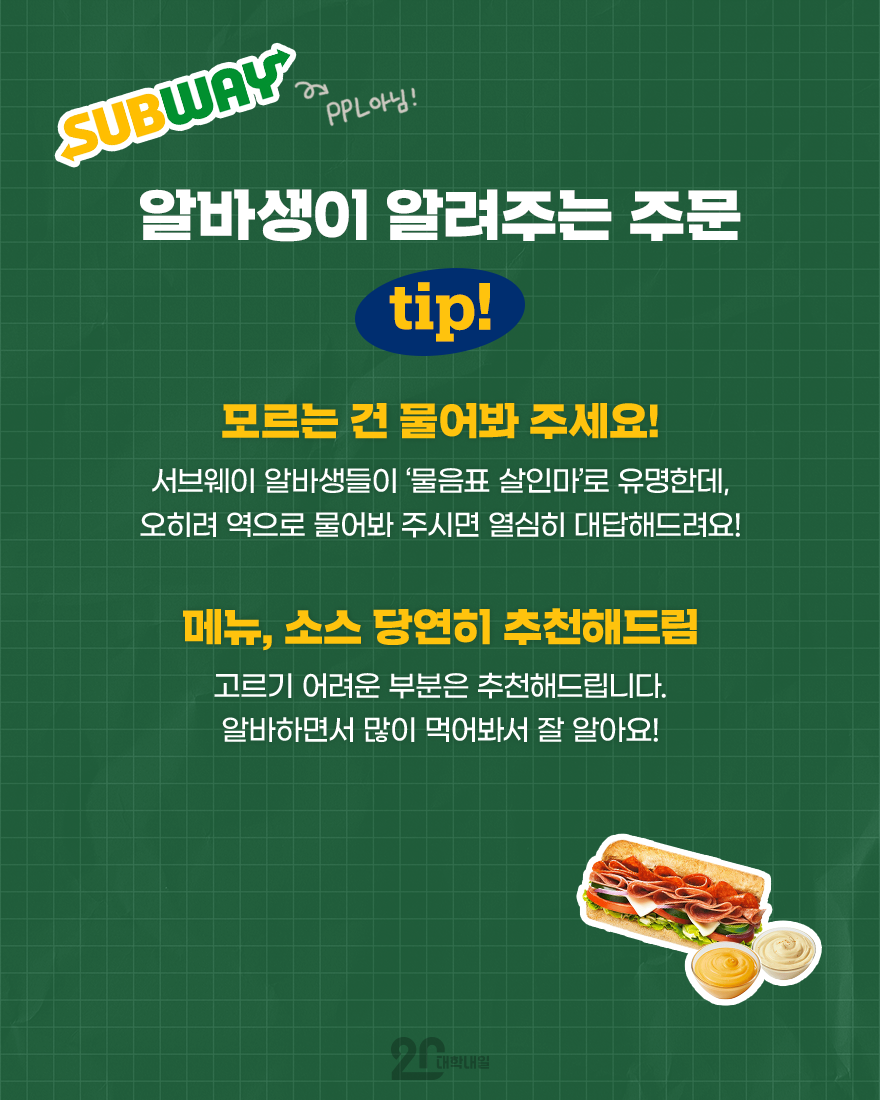 SUBWAY
PPL아님!
알바생이 알려주는 주문
tip!
모르는 건 물어봐 주세요!
서브웨이 알바생들이 ‘물음표 살인마’로 유명한데,
오히려 역으로 물어봐 주시면 열심히 대답해드려요!
메뉴, 소스 당연히 추천해드림
고르기 어려운 부분은 추천해드립니다.
알바하면서 많이 먹어봐서 잘 알아요!
20 대학내일